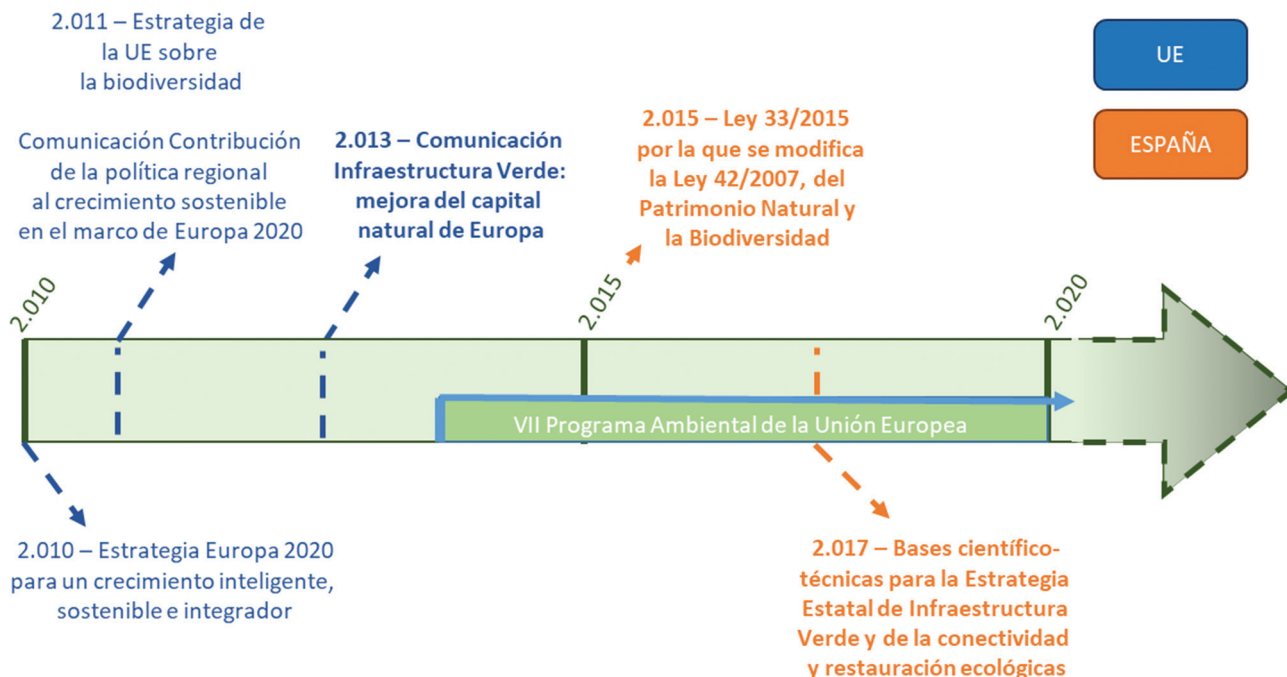 2.011 – Estrategia de
la UE sobre
la biodiversidad
Comunicación Contribución
de la política regional
al crecimiento sostenible
en el marco de Europa 2020
2.013 – Comunicación
Infraestructura Verde:
mejora del capital
natural de Europa
2.015 – Ley 33/2015
por la que se modifica
la Ley 42/2007, del
Patrimonio Natural y
la Biodiversidad
UE
ESPAÑA
2.010
2.015
2.020
VII Programa Ambiental de la Unión Europea
2.010 – Estrategia Europa 2020
para un crecimiento inteligente,
sostenible e integrador
2.017 – Bases científico-
técnicas para la Estrategia
Estatal de Infraestructura
Verde y de la conectividad
y restauración ecológicas